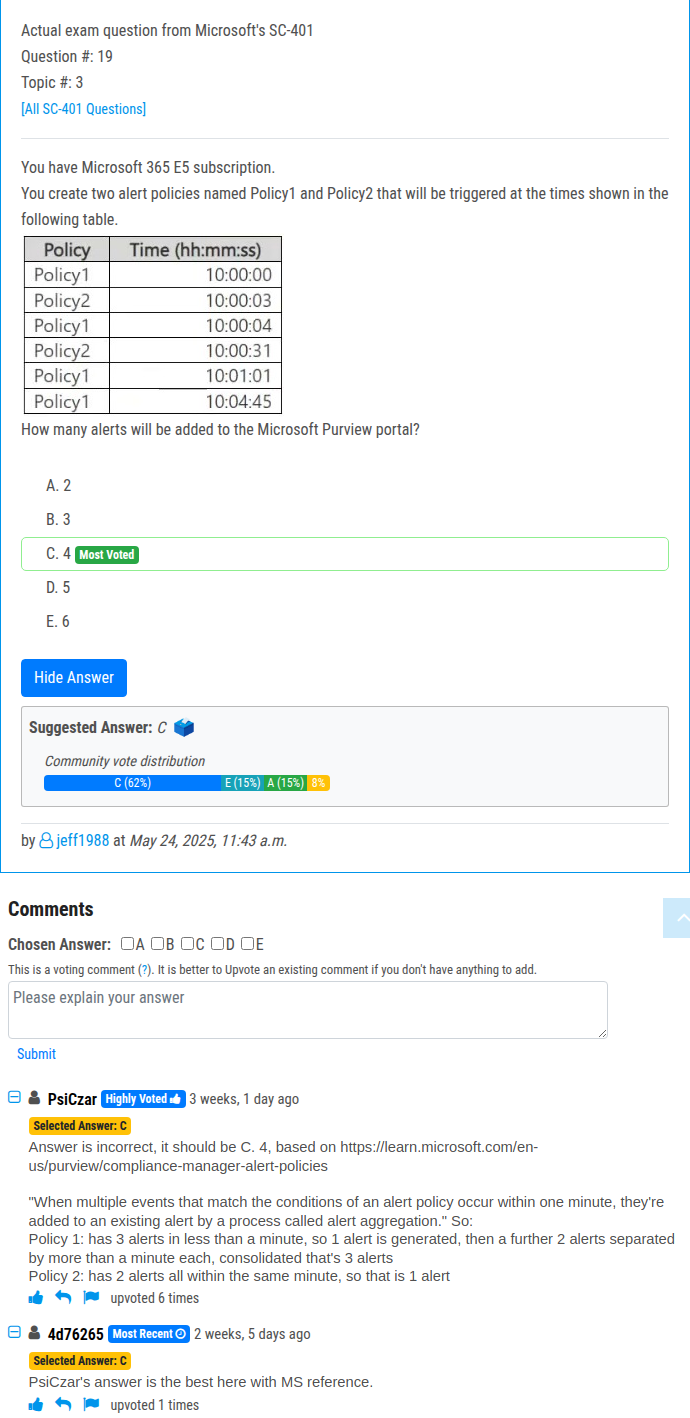 Actual exam question from Microsoft's SC-401
Question #: 19
Topic #: 3
[All SC-401 Questions]
You have Microsoft 365 E5 subscription.
You create two alert policies named Policy1 and Policy2 that will be triggered at the times shown in the
following table.
Policy Time (hh:mm:ss)
Policy1 10:00:00
Policy2 10:00:03
Policy1 10:00:04
Policy2 10:00:31
Policy1 10:01:01
Policy1 10:04:45
How many alerts will be added to the Microsoft Purview portal?
A. 2
B. 3
C. 4 Most Voted
D. 5
E. 6
Hide Answer
Suggested Answer: C
Community vote distribution
C (62%) E (15%) A (15%) 8%
by jeff1988 at May 24, 2025, 11:43 a.m.
Comments
Chosen Answer: A B C D E
This is a voting comment (?). It is better to Upvote an existing comment if you don't have anything to add.
Please explain your answer
Submit
PsiCzar Highly Voted 3 weeks, 1 day ago
Selected Answer: C
Answer is incorrect, it should be C. 4, based on https://learn.microsoft.com/en-
us/purview/compliance-manager-alert-policies
"When multiple events that match the conditions of an alert policy occur within one minute, they're
added to an existing alert by a process called alert aggregation." So:
Policy 1: has 3 alerts in less than a minute, so 1 alert is generated, then a further 2 alerts separated
by more than a minute each, consolidated that's 3 alerts
Policy 2: has 2 alerts all within the same minute, so that is 1 alert
upvoted 6 times
4d76265 Most Recent 2 weeks, 5 days ago
Selected Answer: C
PsiCzar's answer is the best here with MS reference.
upvoted 1 times